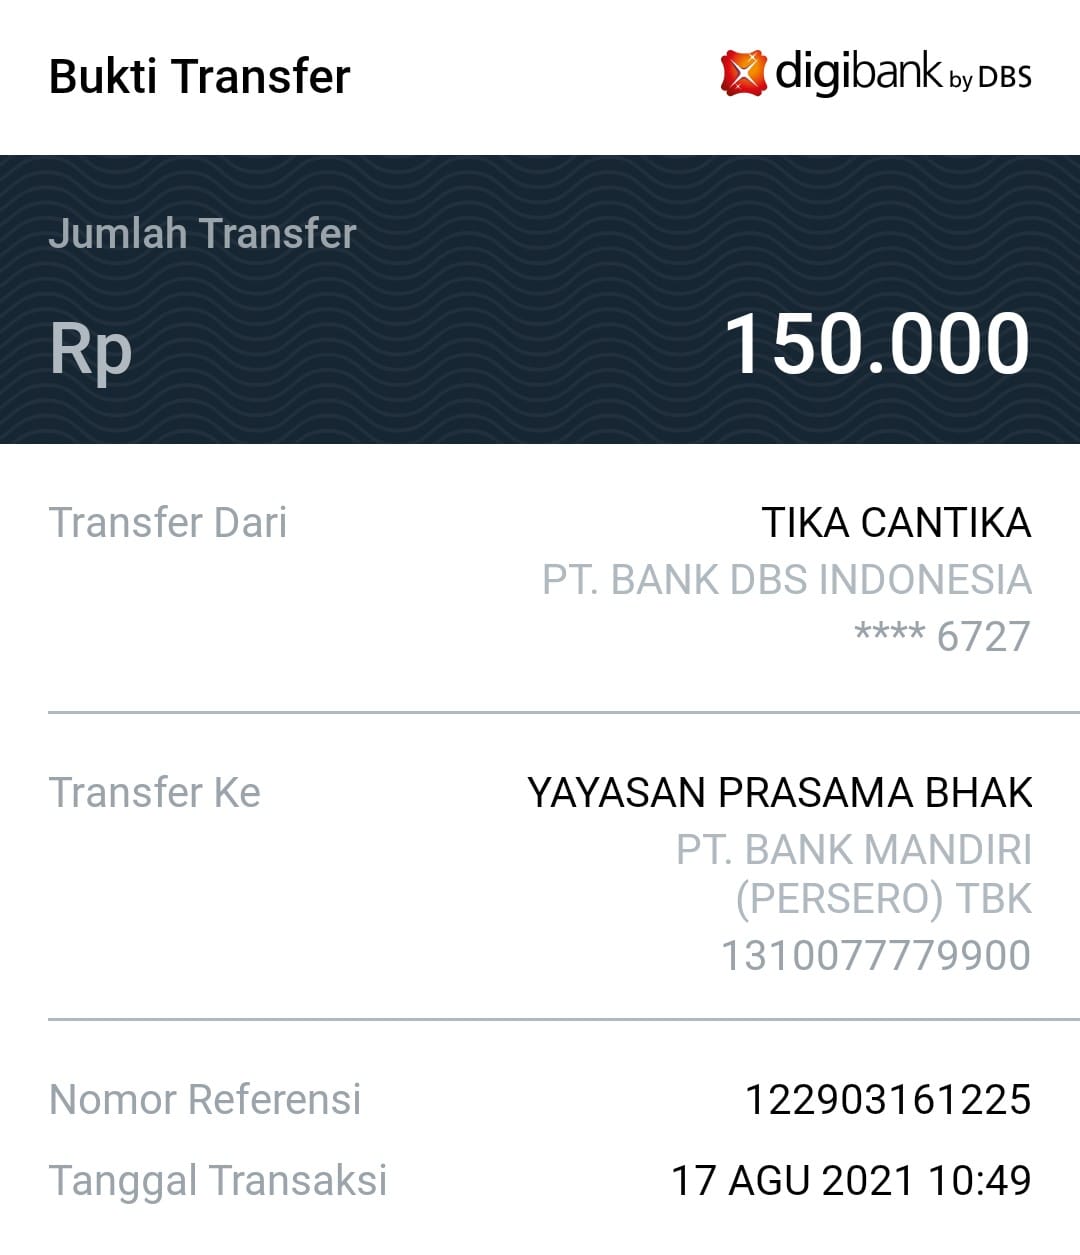 Bukti Transfer
digibank by DBS
Jumlah Transfer
Rp 150.000
Transfer Dari TIKA CANTIKA
PT. BANK DBS INDONESIA
**** 6727
Transfer Ke YAYASAN PRASAMA BHAK
PT. BANK MANDIRI
(PERSERO) TBK
1310077779900
Nomor Referensi 122903161225
Tanggal Transaksi 17 AGU 2021 10:49